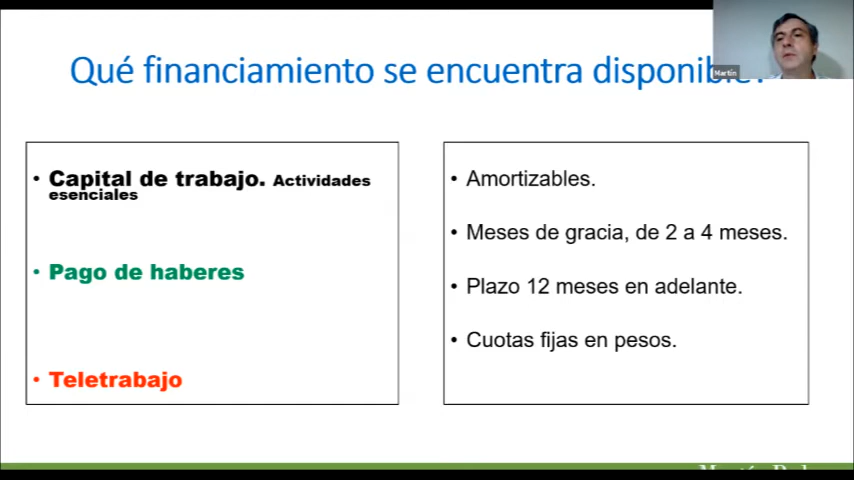 Qué financiamiento se encuentra disponible?
Martín
• Capital de trabajo. Actividades
esenciales
• Pago de haberes
• Teletrabajo
• Amortizables.
• Meses de gracia, de 2 a 4 meses.
• Plazo 12 meses en adelante.
• Cuotas fijas en pesos.